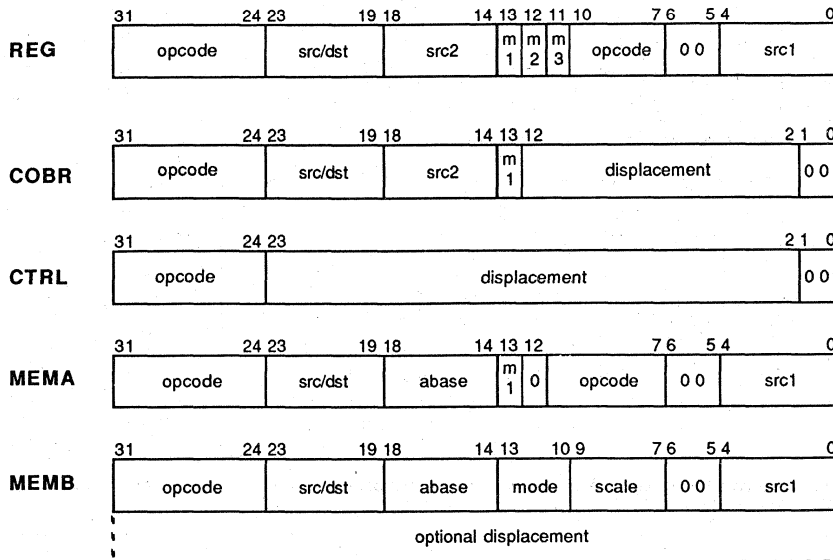 31 24 23 19 18 14 13 12 11 10 7 6 5 4 0
REG opcode src/dst src2 m1 m2 m3 opcode 0 0 src1
31 24 23 19 18 14 13 12 2 1 0
COBR opcode src/dst src2 m1 displacement 0 0
31 24 23 2 1 0
CTRL opcode displacement 0 0
31 24 23 19 18 14 13 12 7 6 5 4 0
MEMA opcode src/dst abase m1 0 opcode 0 0 src1
31 24 23 19 18 14 13 10 9 7 6 5 4 0
MEMB opcode src/dst abase mode scale 0 0 src1
optional displacement